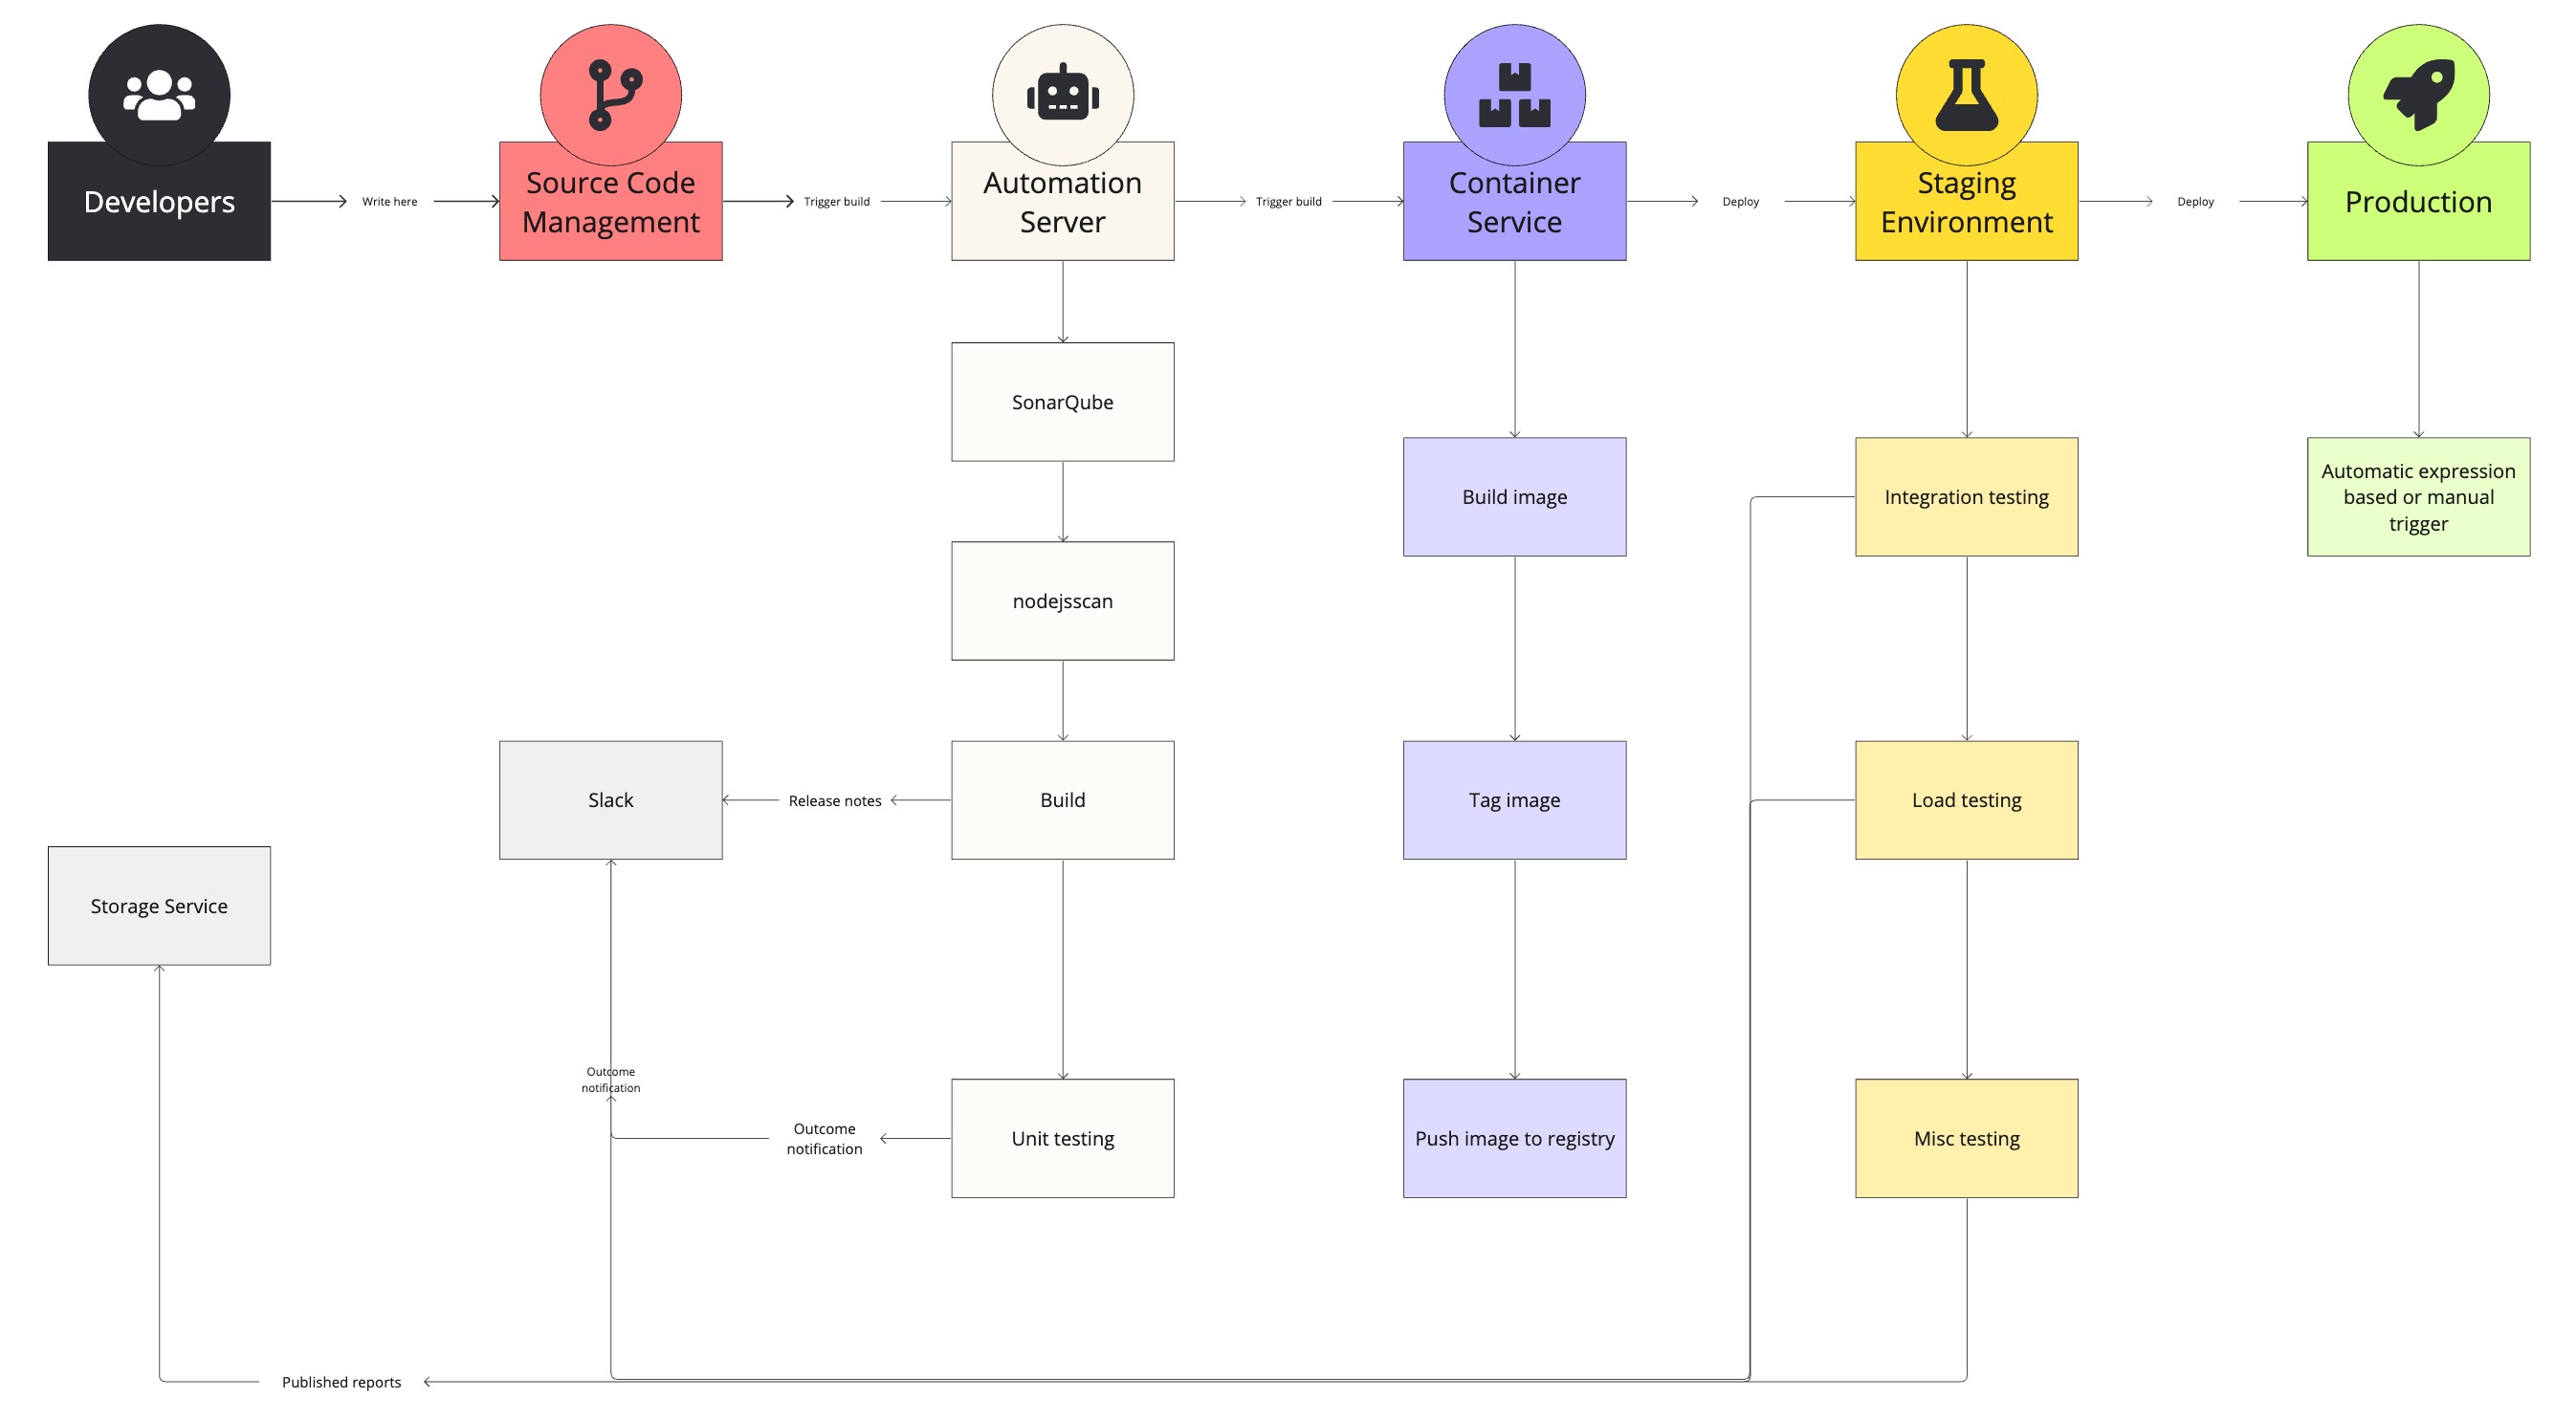 Developers
Write here
Source Code
Management
Trigger build
Automation
Server
Trigger build
Container
Service
Deploy
Staging
Environment
Deploy
Production
SonarQube
Build image
Integration testing
Automatic expression
based or manual
trigger
nodejsscan
Slack
Release notes
Build
Tag image
Load testing
Storage Service
Outcome
notification
Outcome
notification
Unit testing
Push image to registry
Misc testing
Published reports